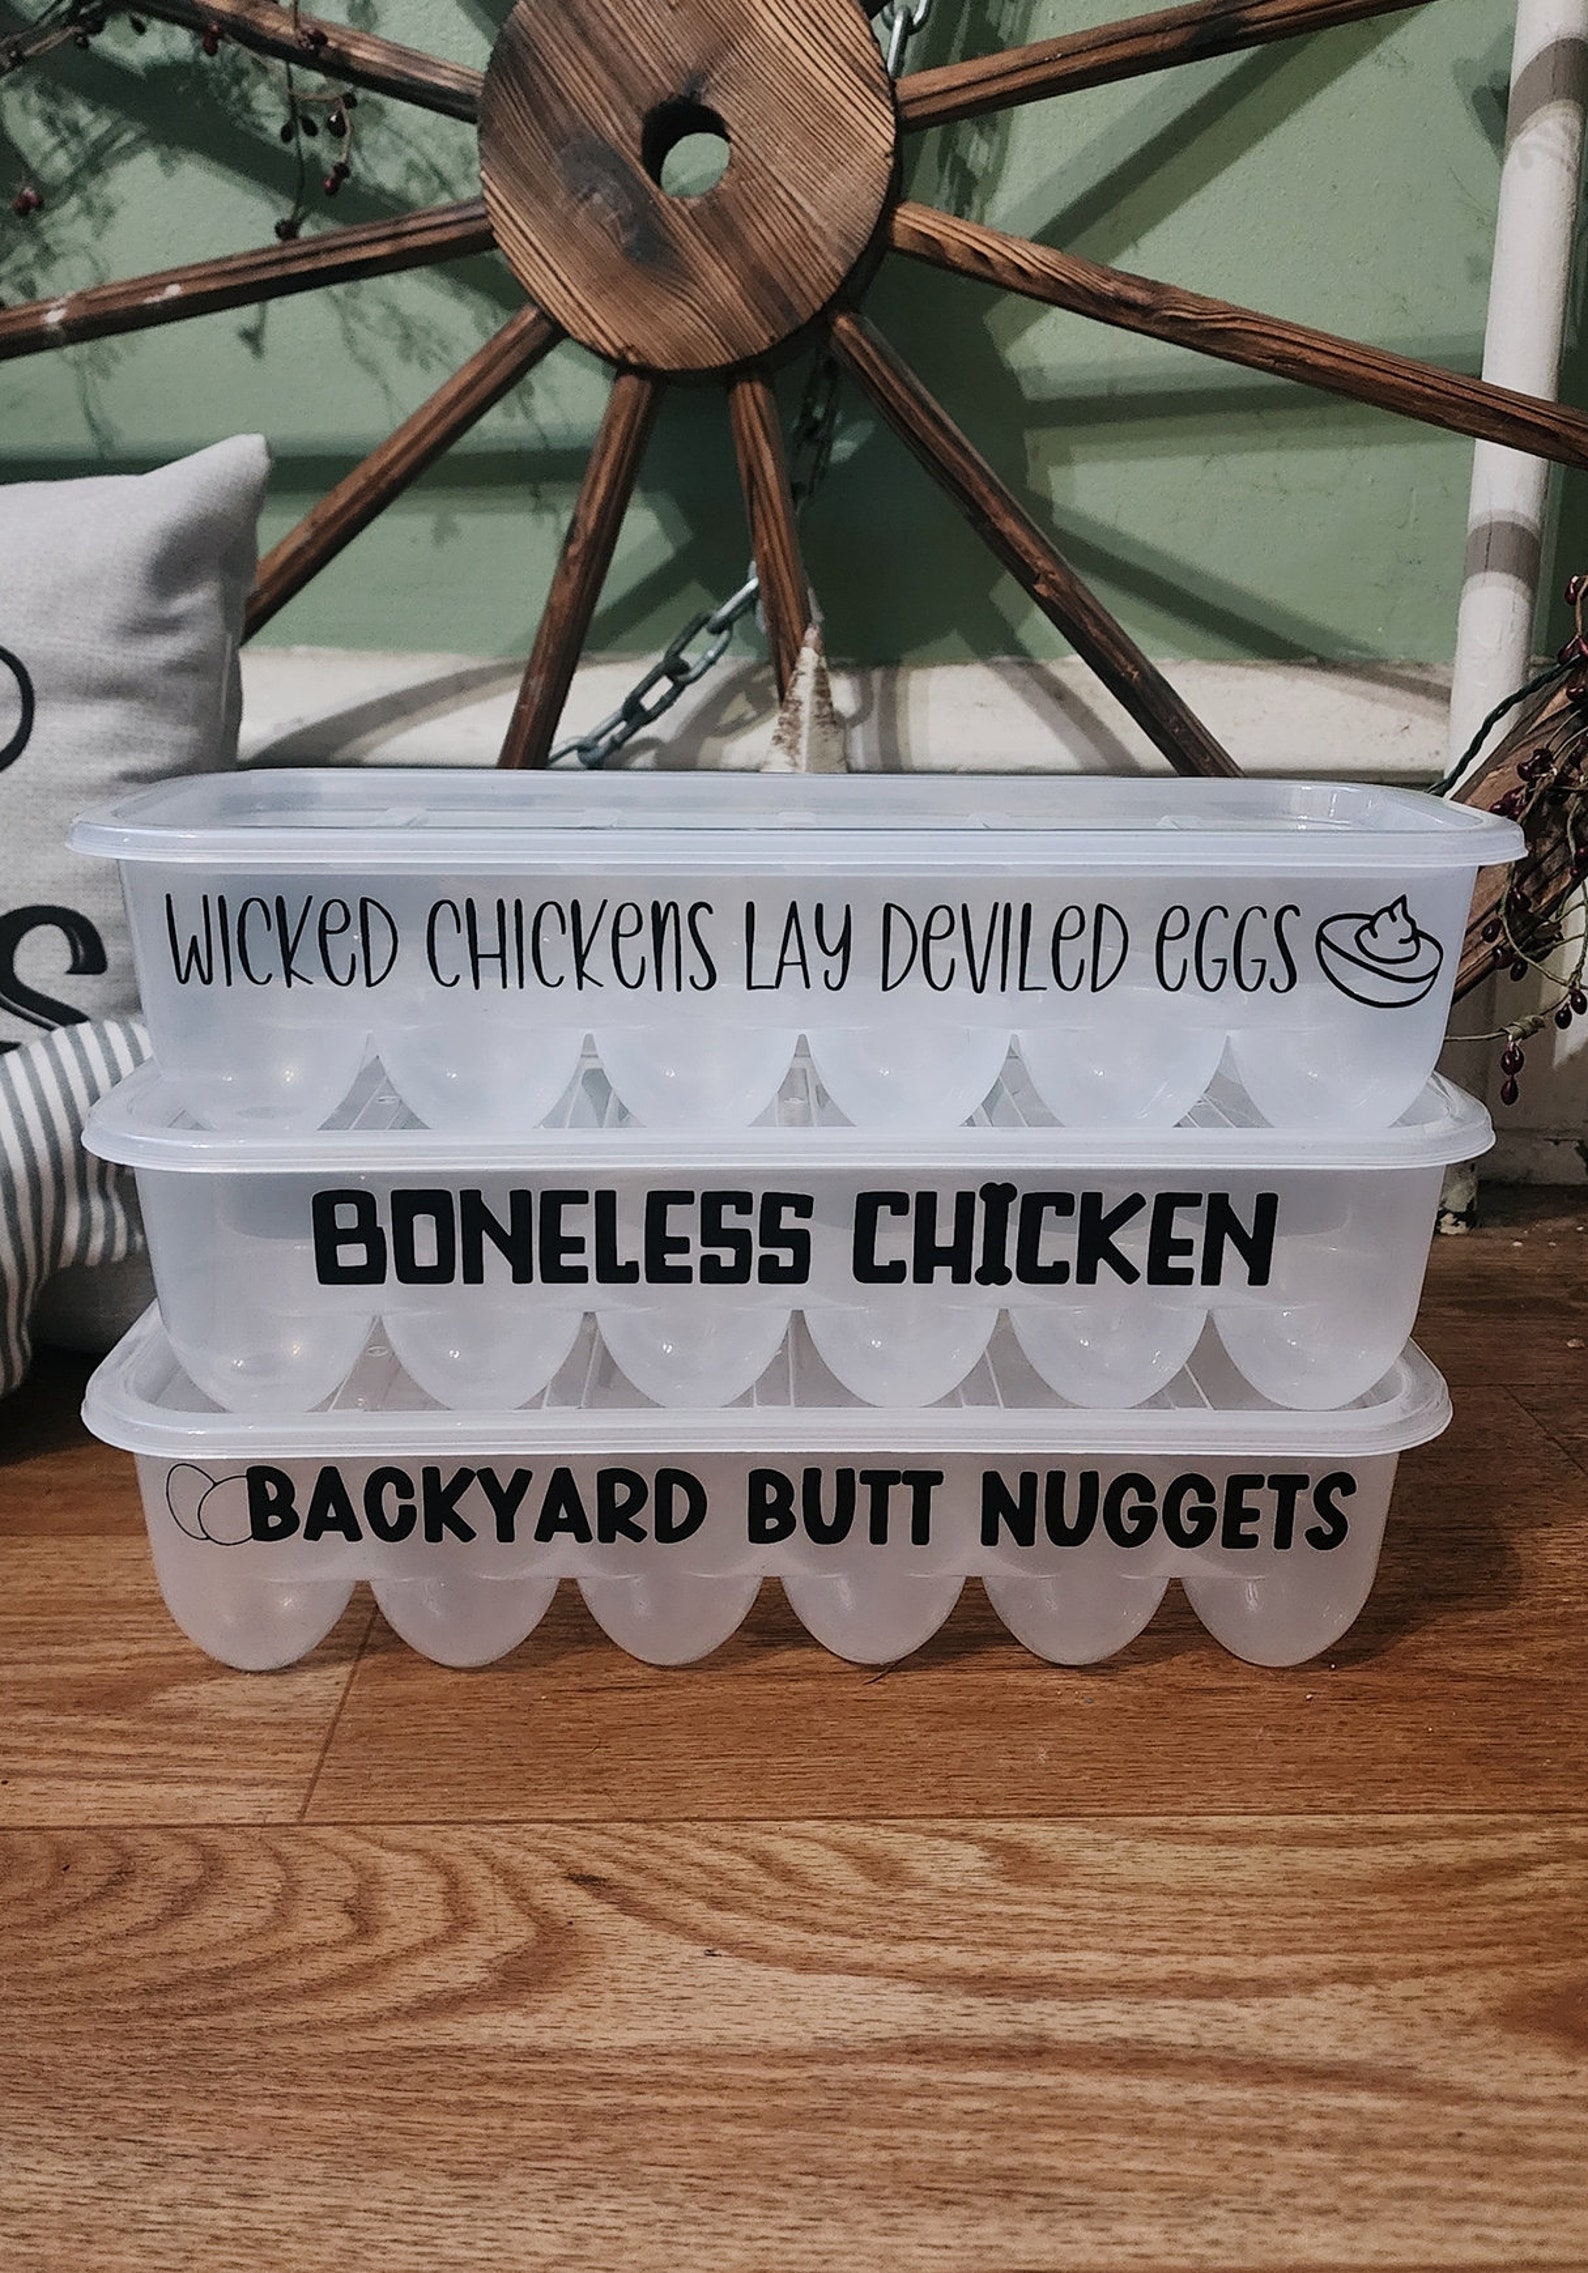 WICKED CHICKENS LAY DEVILED EGGS
BONELESS CHICKEN
BACKYARD BUTT NUGGETS